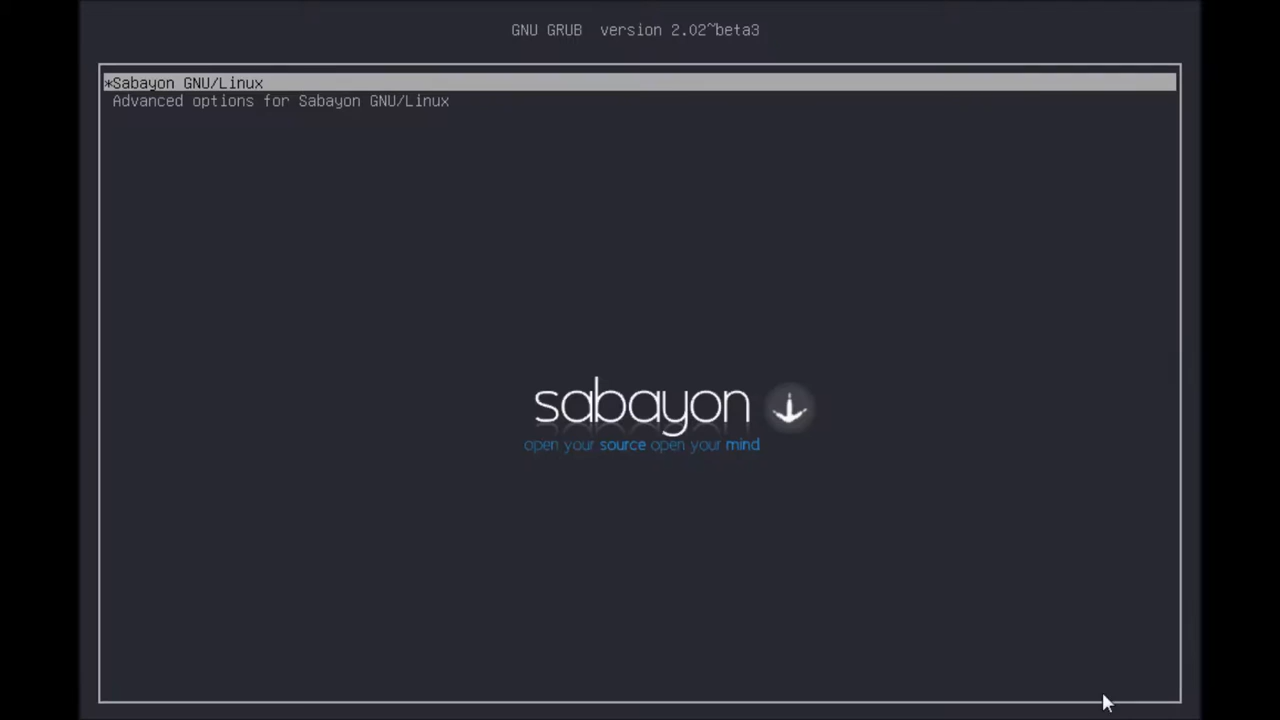 GNU GRUB  version 2.02~beta3
*Sabayon GNU/Linux
Advanced options for Sabayon GNU/Linux
sabayon
open your source open your mind